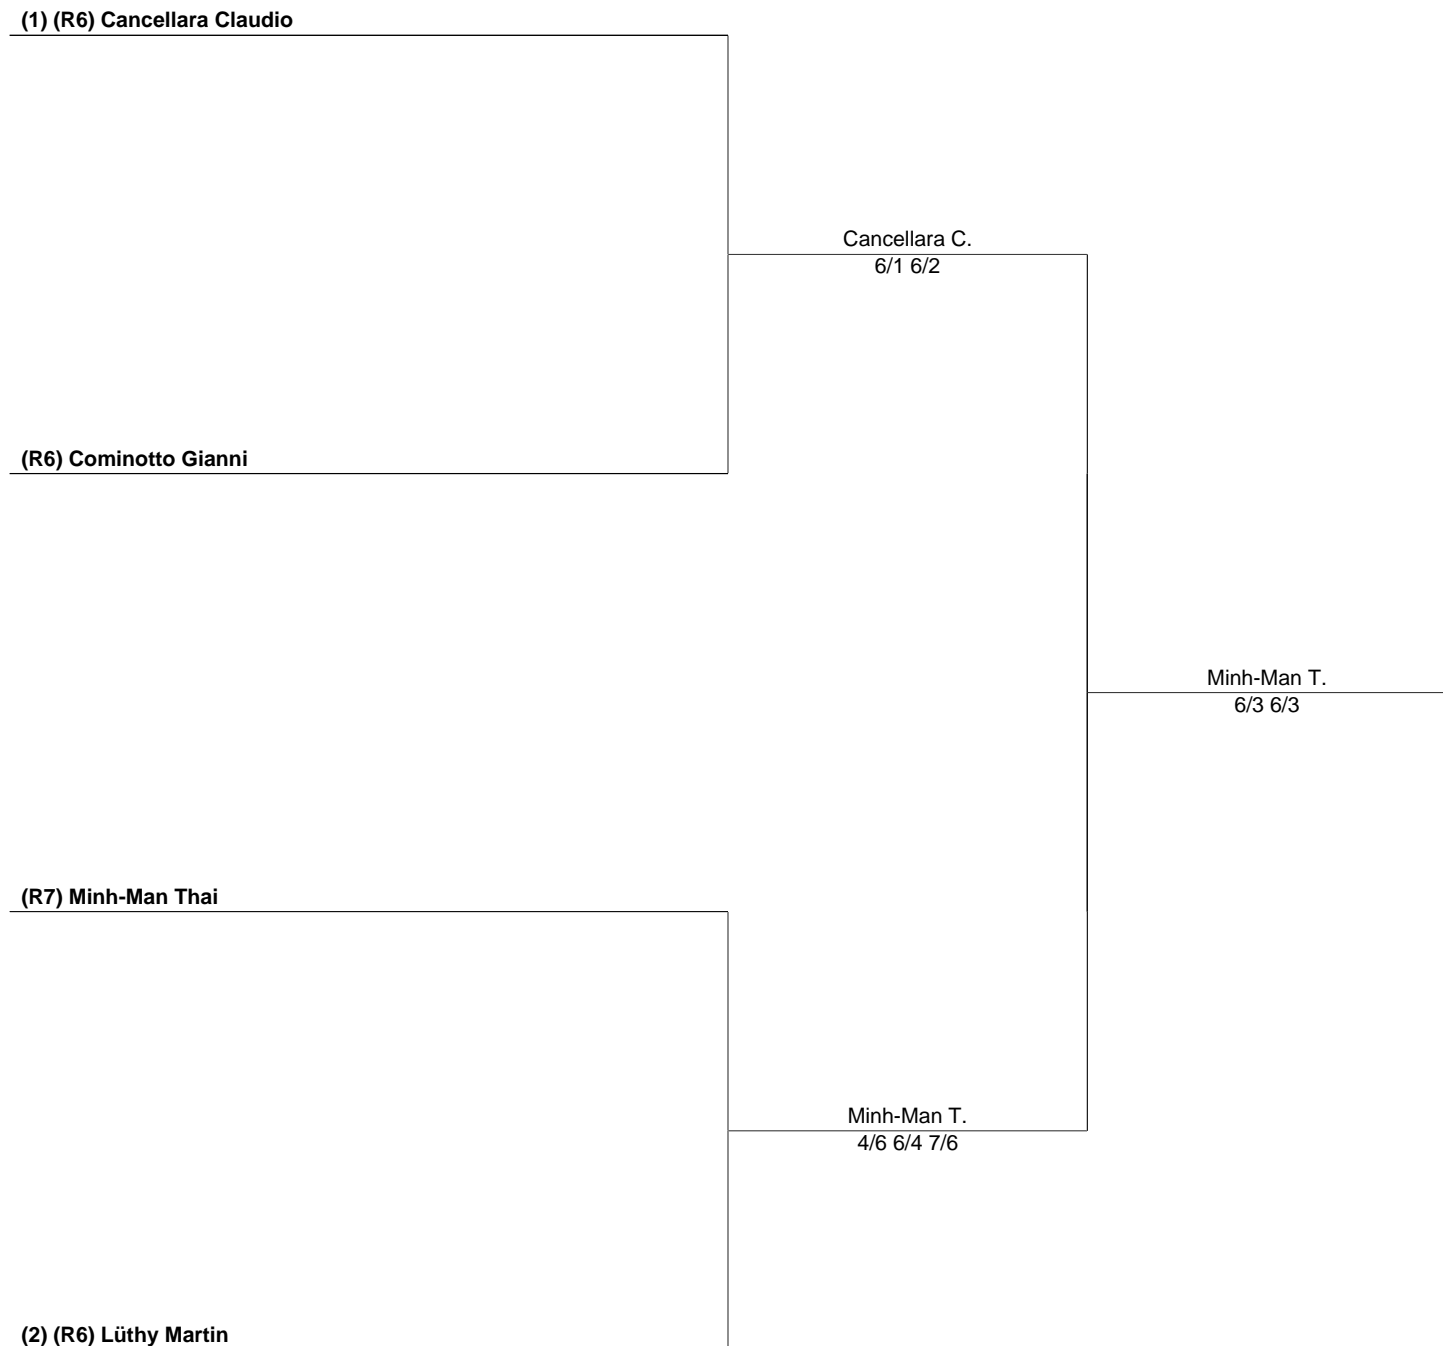 (1) (R6) Cancellara Claudio
Cancellara C.
6/1 6/2
(R6) Cominotto Gianni
Minh-Man T.
6/3 6/3
(R7) Minh-Man Thai
Minh-Man T.
4/6 6/4 7/6
(2) (R6) Lüthy Martin